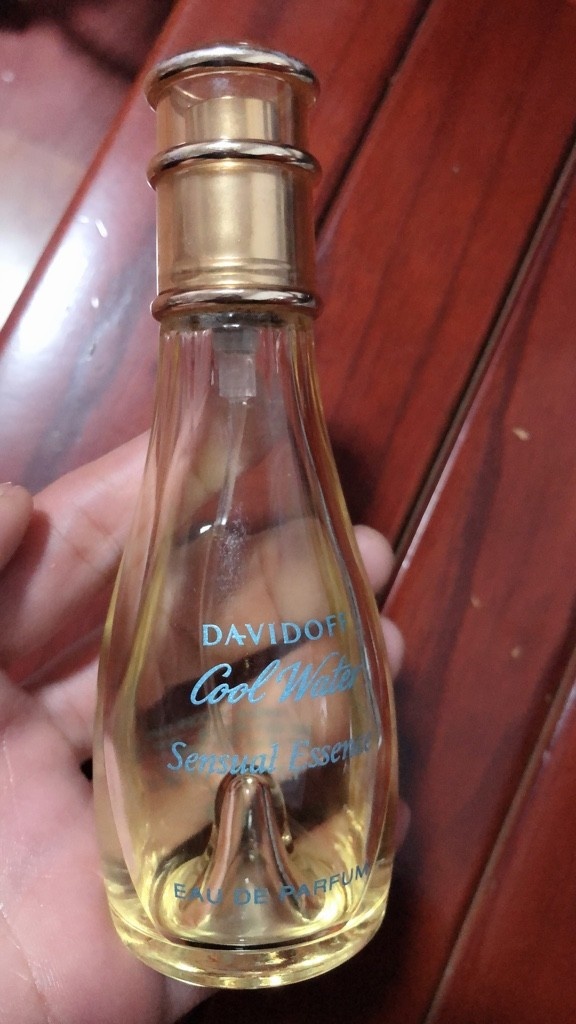 DAVIDOFF
Cool Water
Sensual Essence
EAU DE PARFUM